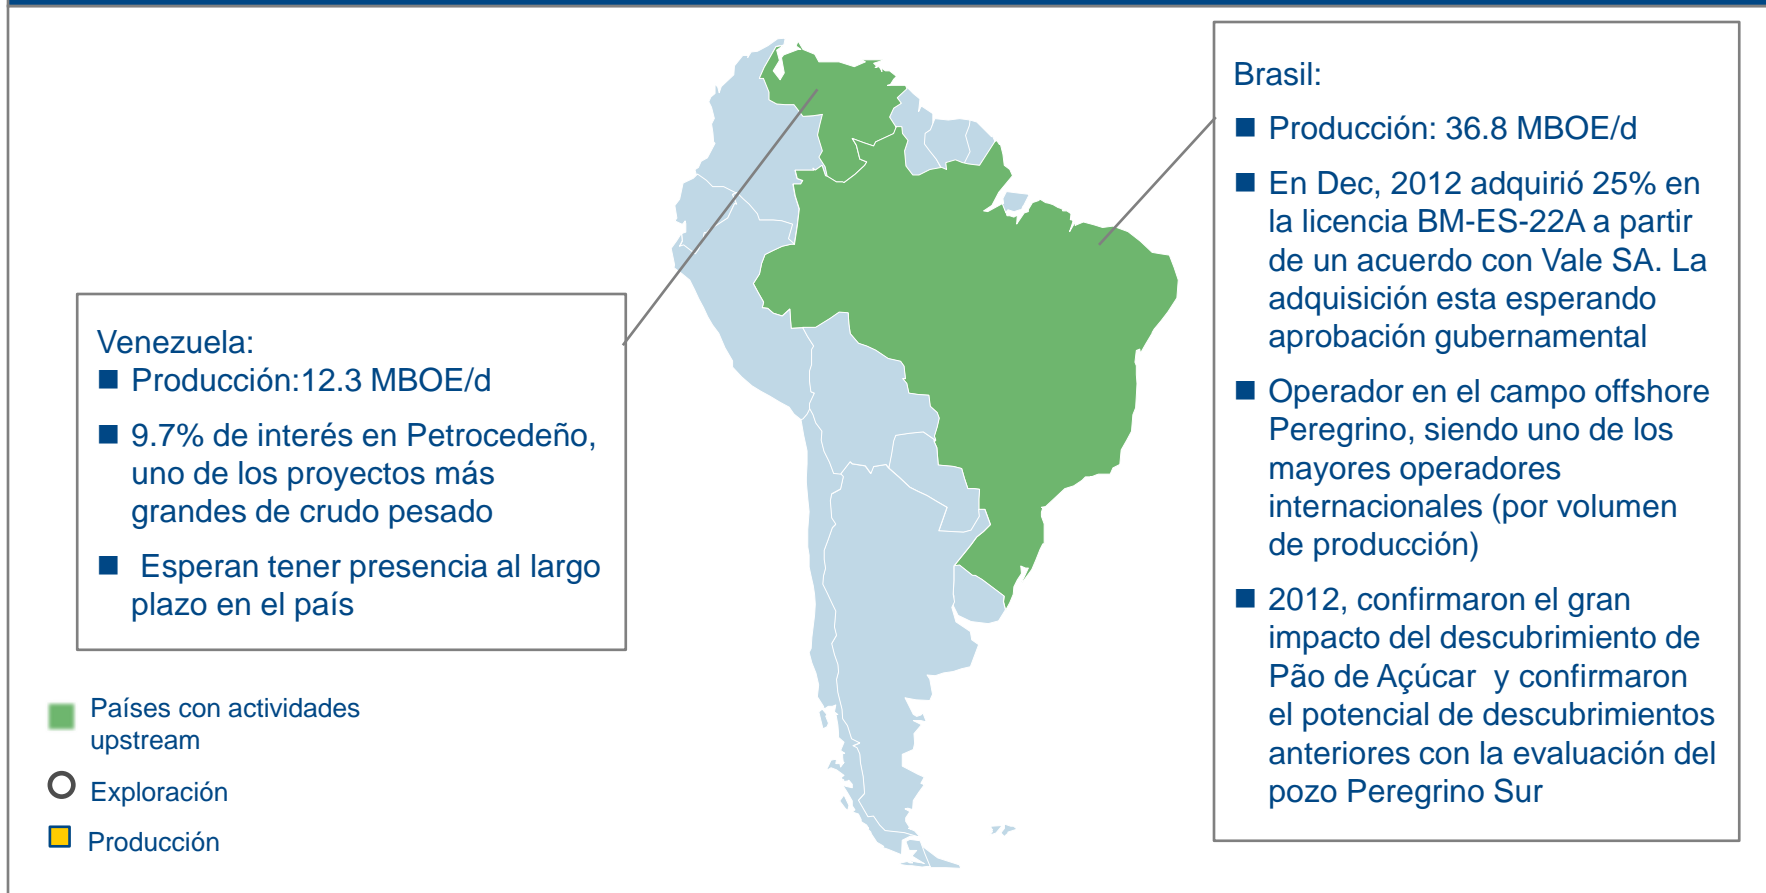 Venezuela:
Producción:12.3 MBOE/d
9.7% de interés en Petrocedeño,
uno de los proyectos más
grandes de crudo pesado
Esperan tener presencia al largo
plazo en el país
Países con actividades
upstream
Exploración
Producción
Brasil:
Producción: 36.8 MBOE/d
En Dec, 2012 adquirió 25% en
la licencia BM-ES-22A a partir
de un acuerdo con Vale SA. La
adquisición esta esperando
aprobación gubernamental
Operador en el campo offshore
Peregrino, siendo uno de los
mayores operadores
internacionales (por volumen
de producción)
2012, confirmaron el gran
impacto del descubrimiento de
Pão de Açúcar y confirmaron
el potencial de descubrimientos
anteriores con la evaluación del
pozo Peregrino Sur